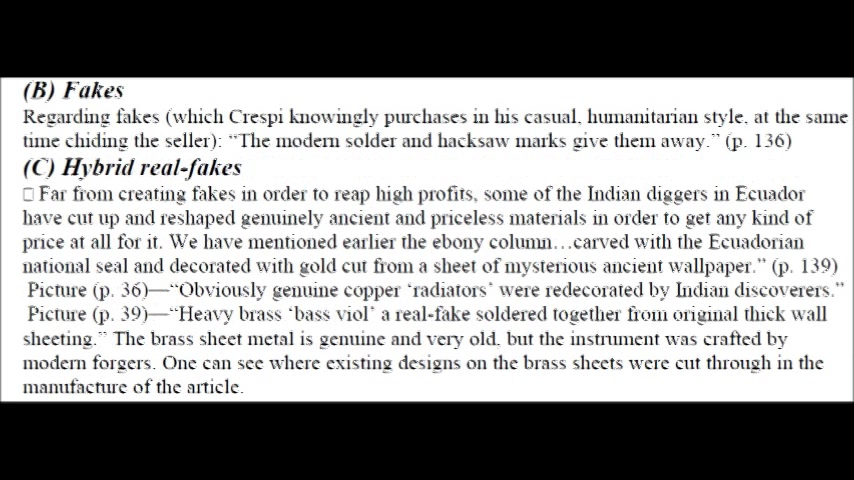 (B) Fakes
Regarding fakes (which Crespi knowingly purchases in his casual, humanitarian style, at the same
time chiding the seller): “The modern solder and hacksaw marks give them away.” (p. 136)
(C) Hybrid real-fakes
□ Far from creating fakes in order to reap high profits, some of the Indian diggers in Ecuador
have cut up and reshaped genuinely ancient and priceless materials in order to get any kind of
price at all for it. We have mentioned earlier the ebony column…carved with the Ecuadorian
national seal and decorated with gold cut from a sheet of mysterious ancient wallpaper.” (p. 139)
Picture (p. 36)—“Obviously genuine copper ‘radiators’ were redecorated by Indian discoverers.”
Picture (p. 39)—“Heavy brass ‘bass viol’ a real-fake soldered together from original thick wall
sheeting.” The brass sheet metal is genuine and very old, but the instrument was crafted by
modern forgers. One can see where existing designs on the brass sheets were cut through in the
manufacture of the article.